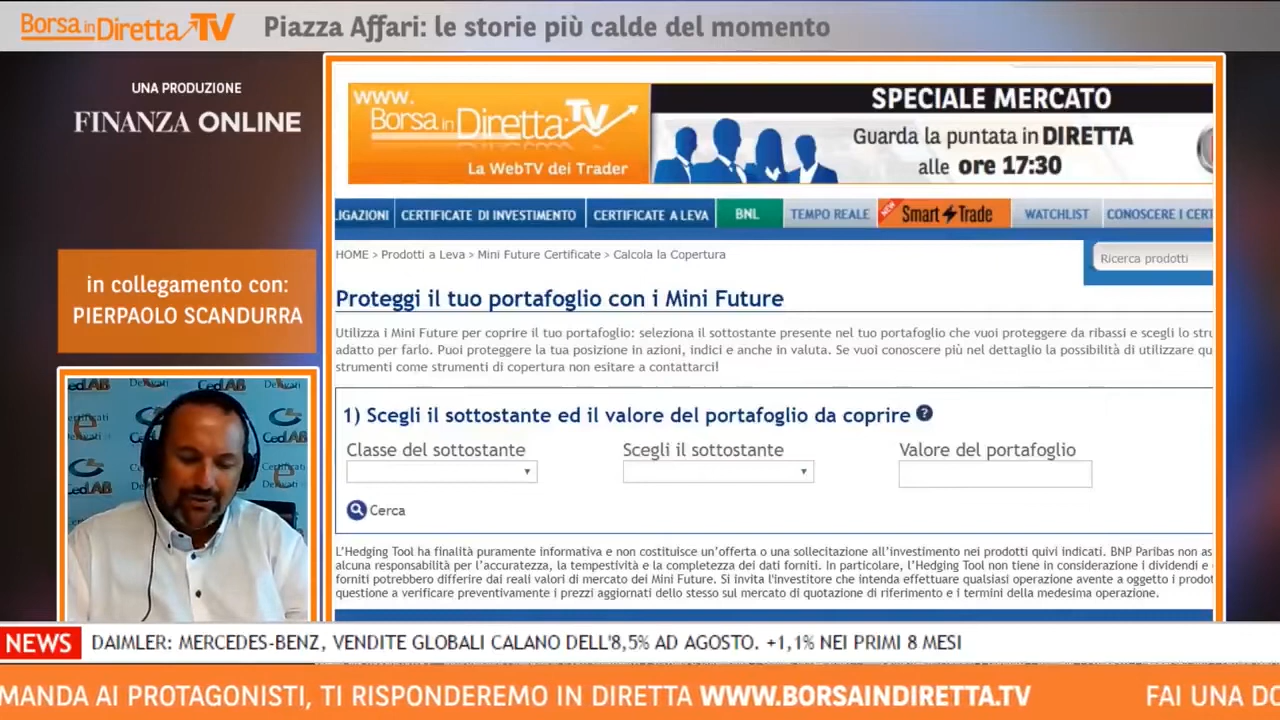 Borsa in Diretta TV
Piazza Affari: le storie più calde del momento
UNA PRODUZIONE
FINANZA ONLINE
in collegamento con:
PIERPAOLO SCANDURRA
www.
Borsa in Diretta TV
La WebTV dei Trader
SPECIALE MERCATO
Guarda la puntata in DIRETTA
alle ore 17:30
LIGAZIONI CERTIFICATE DI INVESTIMENTO CERTIFICATE A LEVA BNL TEMPO REALE NEW Smart Trade WATCHLIST CONOSCERE I CERT
HOME > Prodotti a Leva > Mini Future Certificate > Calcola la Copertura
Ricerca prodotti
Proteggi il tuo portafoglio con i Mini Future
Utilizza i Mini Future per coprire il tuo portafoglio: seleziona il sottostante presente nel tuo portafoglio che vuoi proteggere da ribassi e scegli lo stru
adatto per farlo. Puoi proteggere la tua posizione in azioni, indici e anche in valuta. Se vuoi conoscere più nel dettaglio la possibilità di utilizzare qu
strumenti come strumenti di copertura non esitare a contattarci!
1) Scegli il sottostante ed il valore del portafoglio da coprire ?
Classe del sottostante Scegli il sottostante Valore del portafoglio
Cerca
L'Hedging Tool ha finalità puramente informativa e non costituisce un'offerta o una sollecitazione all'investimento nei prodotti quivi indicati. BNP Paribas non as
alcuna responsabilità per l'accuratezza, la tempestività e la completezza dei dati forniti. In particolare, l'Hedging Tool non tiene in considerazione i dividendi e
forniti potrebbero differire dai reali valori di mercato dei Mini Future. Si invita l'investitore che intenda effettuare qualsiasi operazione avente a oggetto i prodot
questione a verificare preventivamente i prezzi aggiornati dello stesso sul mercato di quotazione di riferimento e i termini della medesima operazione.
CedLAB
Derivati
CedLAB
Certificati
CedLAB
Certificati
CedLAB
NEWS DAIMLER: MERCEDES-BENZ, VENDITE GLOBALI CALANO DELL'8,5% AD AGOSTO. +1,1% NEI PRIMI 8 MESI
MANDA AI PROTAGONISTI, TI RISPONDEREMO IN DIRETTA WWW.BORSAINDIRETTA.TV FAI UNA DO